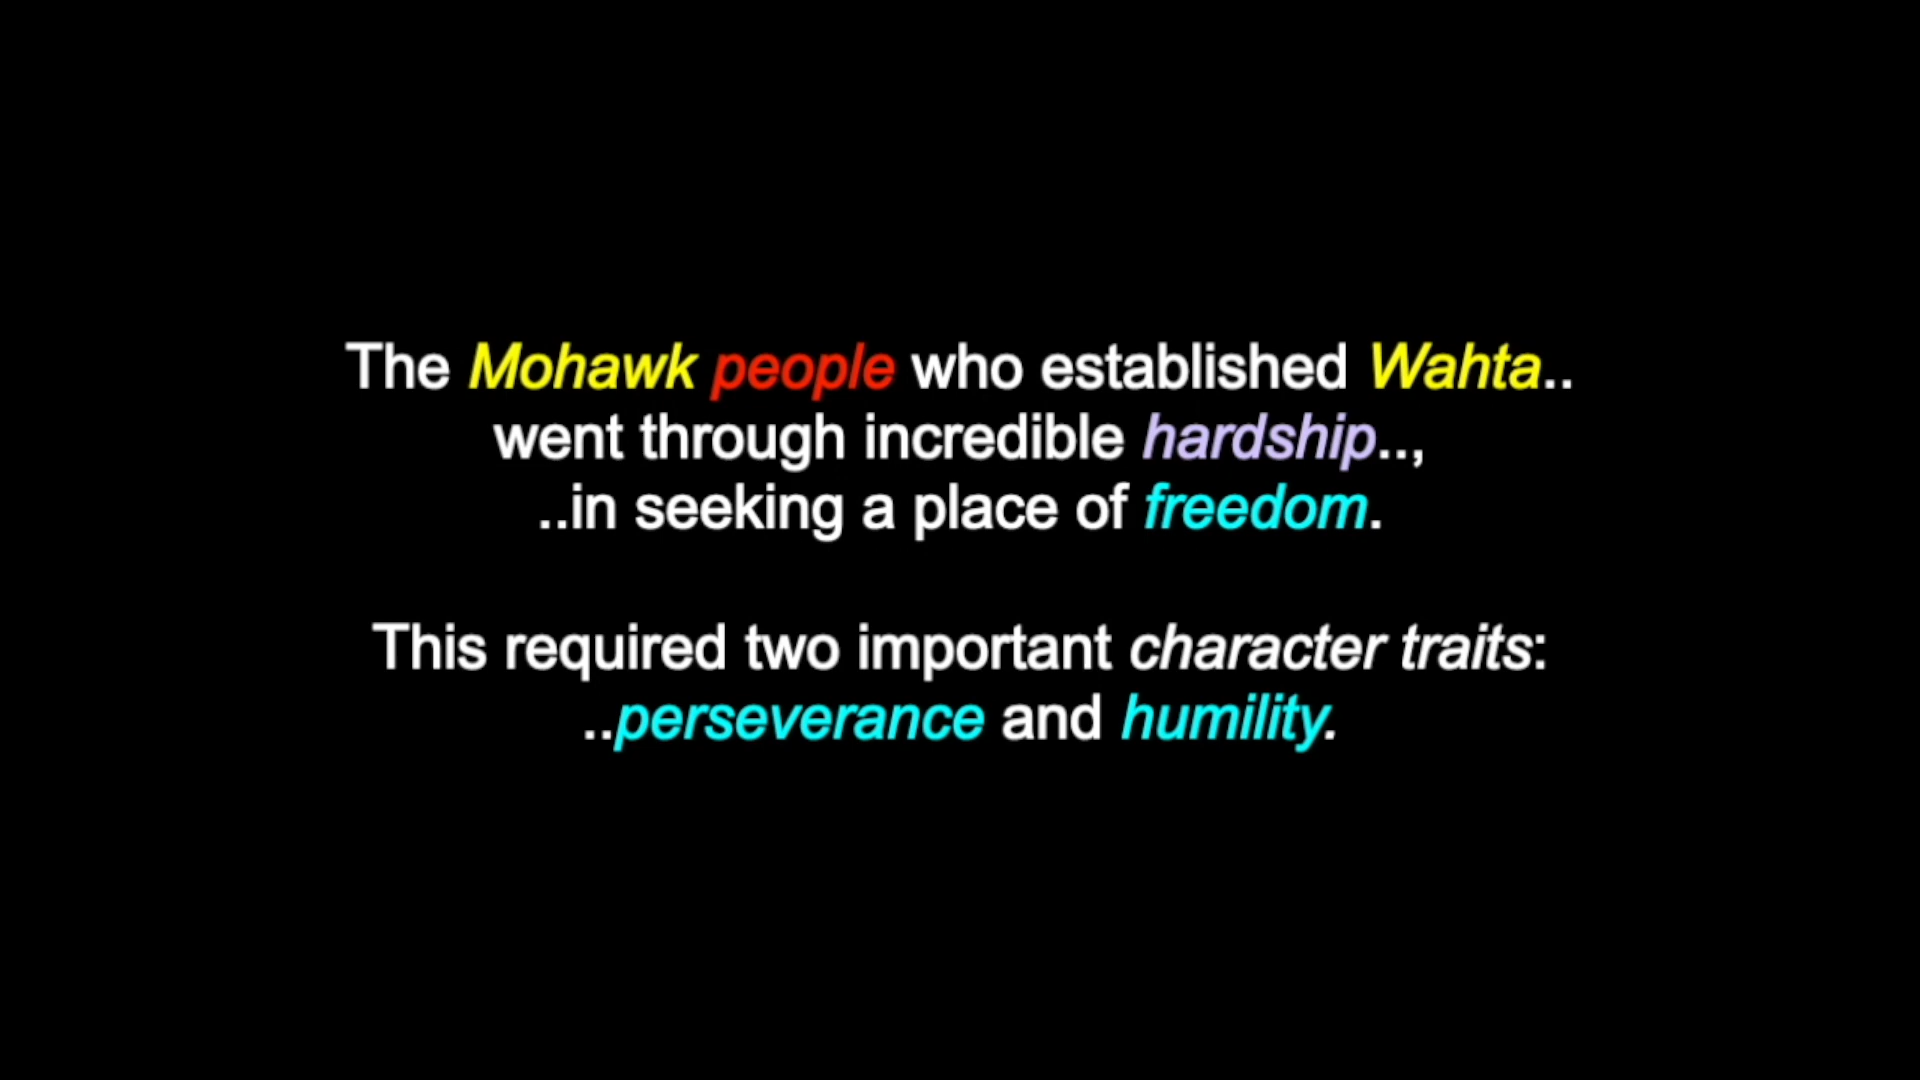 The Mohawk people who established Wahta..
went through incredible hardship..,
..in seeking a place of freedom.
This required two important character traits:
..perseverance and humility.